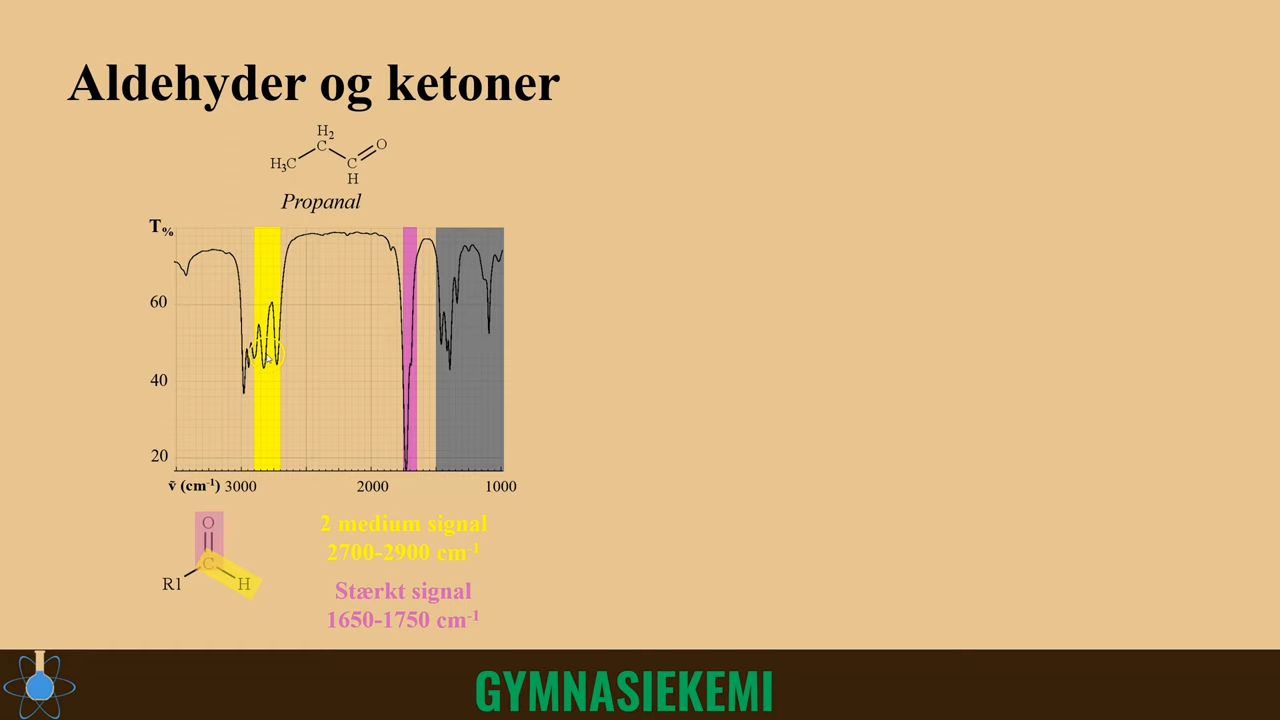 Aldehyder og ketoner
H₂
C
O
H₃C
C
H
Propanal
T%
60
40
20
ṽ (cm⁻¹) 3000 2000 1000
O
C
R1
H
2 medium signal
2700-2900 cm⁻¹
Stærkt signal
1650-1750 cm⁻¹
GYMNASIEKEMI